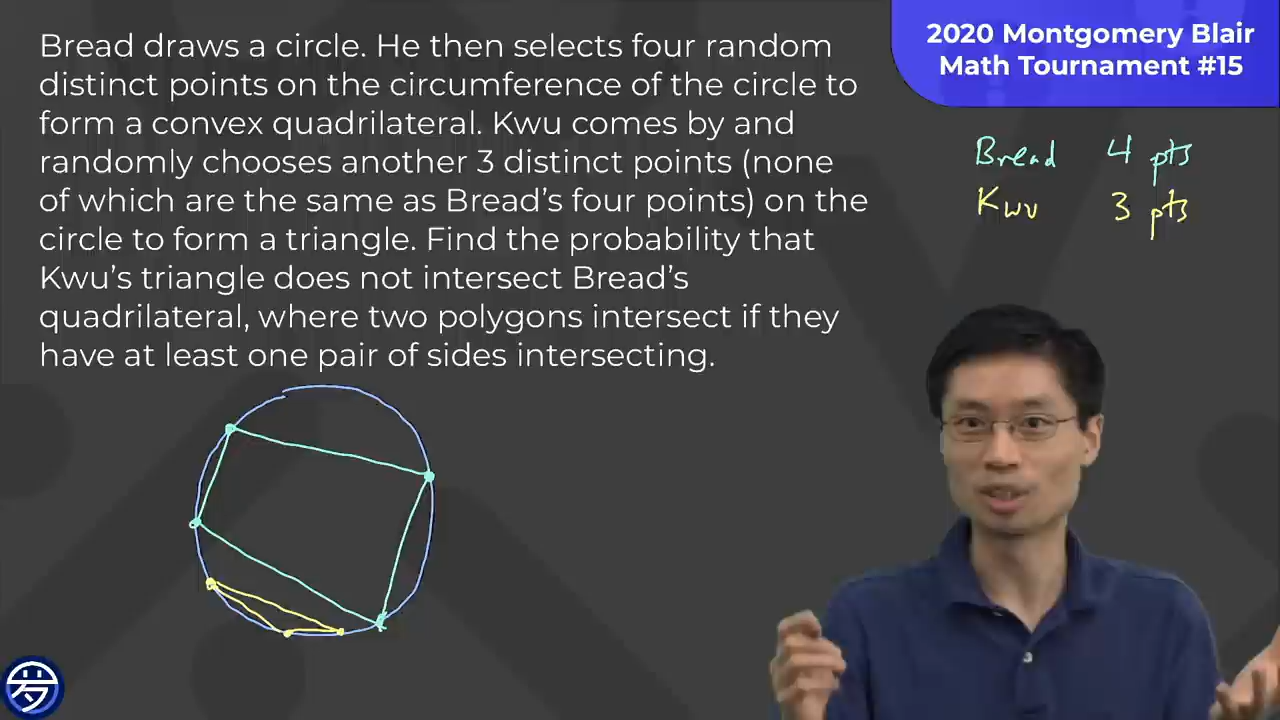 Bread draws a circle. He then selects four random
distinct points on the circumference of the circle to
form a convex quadrilateral. Kwu comes by and
randomly chooses another 3 distinct points (none
of which are the same as Bread’s four points) on the
circle to form a triangle. Find the probability that
Kwu’s triangle does not intersect Bread’s
quadrilateral, where two polygons intersect if they
have at least one pair of sides intersecting.
2020 Montgomery Blair
Math Tournament #15
Bread 4 pts
Kwu 3 pts